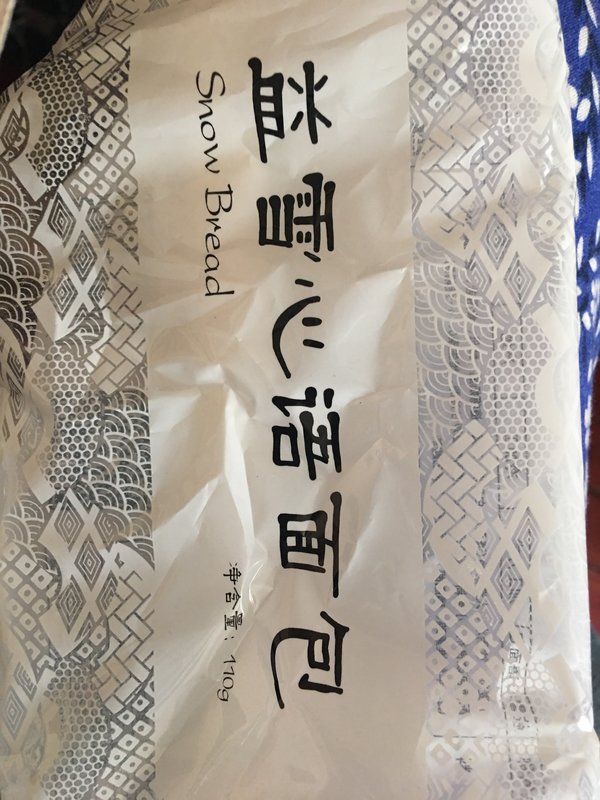 益雪心语面包
Snow Bread
净含量：110g